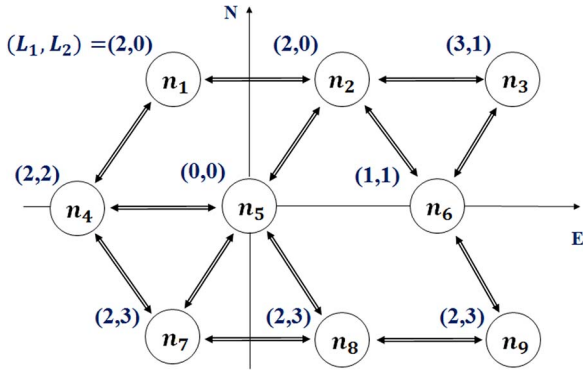 N
(L₁, L₂) =(2,0) (2,0) (3,1)
n₁ n₂ n₃
(2,2) (0,0) (1,1)
n₄ n₅ n₆
E
(2,3) (2,3) (2,3)
n₇ n₈ n₉